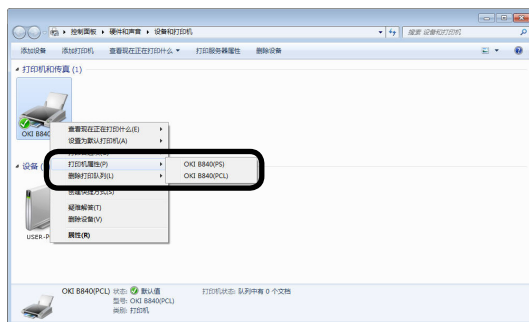 控制面板 ▸ 硬件和声音 ▸ 设备和打印机
搜索 设备和打印机
添加设备 添加打印机 查看现在正在打印什么 打印服务器属性 删除设备
打印机和传真 (1)
OKI B840
查看现在正在打印什么(E)
设置为默认打印机(A)
打印机属性(P)
OKI B840(PS)
删除打印队列(L)
OKI B840(PCL)
创建快捷方式(S)
疑难解答(T)
删除设备(V)
属性(R)
设备
USER-P
OKI B840(PCL) 状态: 默认值 打印机状态: 队列中有 0 个文档
型号: OKI B840(PCL)
类别: 打印机